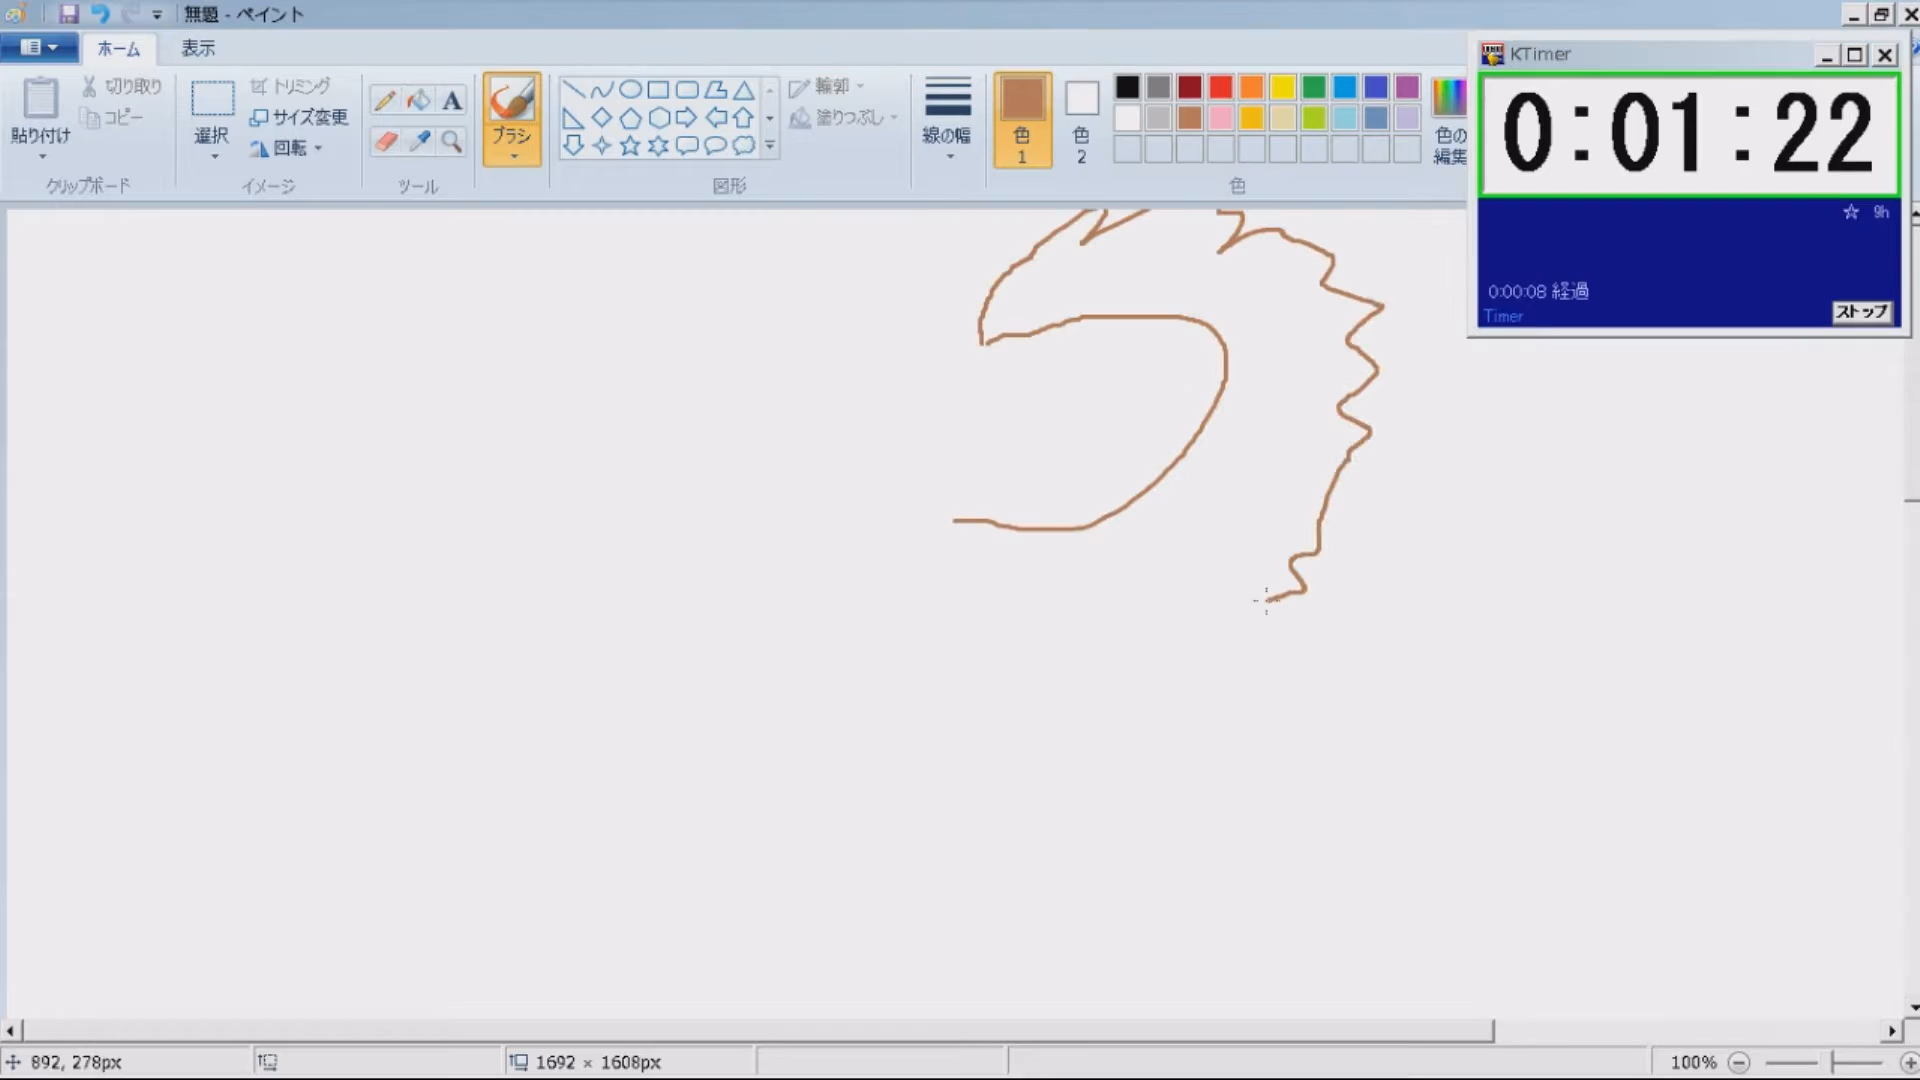 無題 - ペイント
ホーム
表示
KTimer
0:01:22
☆ 9h
0:00:08 経過
Timer
ストップ
貼り付け
切り取り
コピー
クリップボード
選択
トリミング
サイズ変更
回転
イメージ
A
ツール
ブラシ
輪郭
塗りつぶし
図形
線の幅
色
1
色
2
色の
編集
色
892, 278px
1692 × 1608px
100%